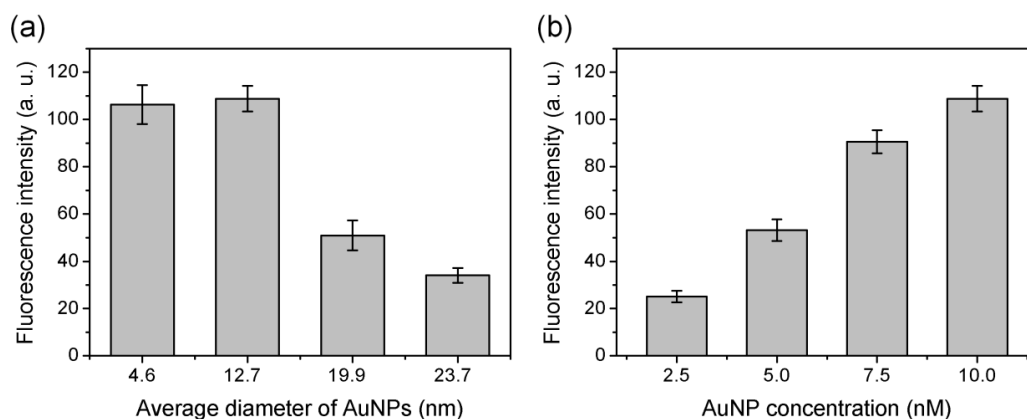 (a)
Fluorescence intensity (a. u.)
120
100
80
60
40
20
0
4.6 12.7 19.9 23.7
Average diameter of AuNPs (nm)
(b)
Fluorescence intensity (a. u.)
120
100
80
60
40
20
0
2.5 5.0 7.5 10.0
AuNP concentration (nM)